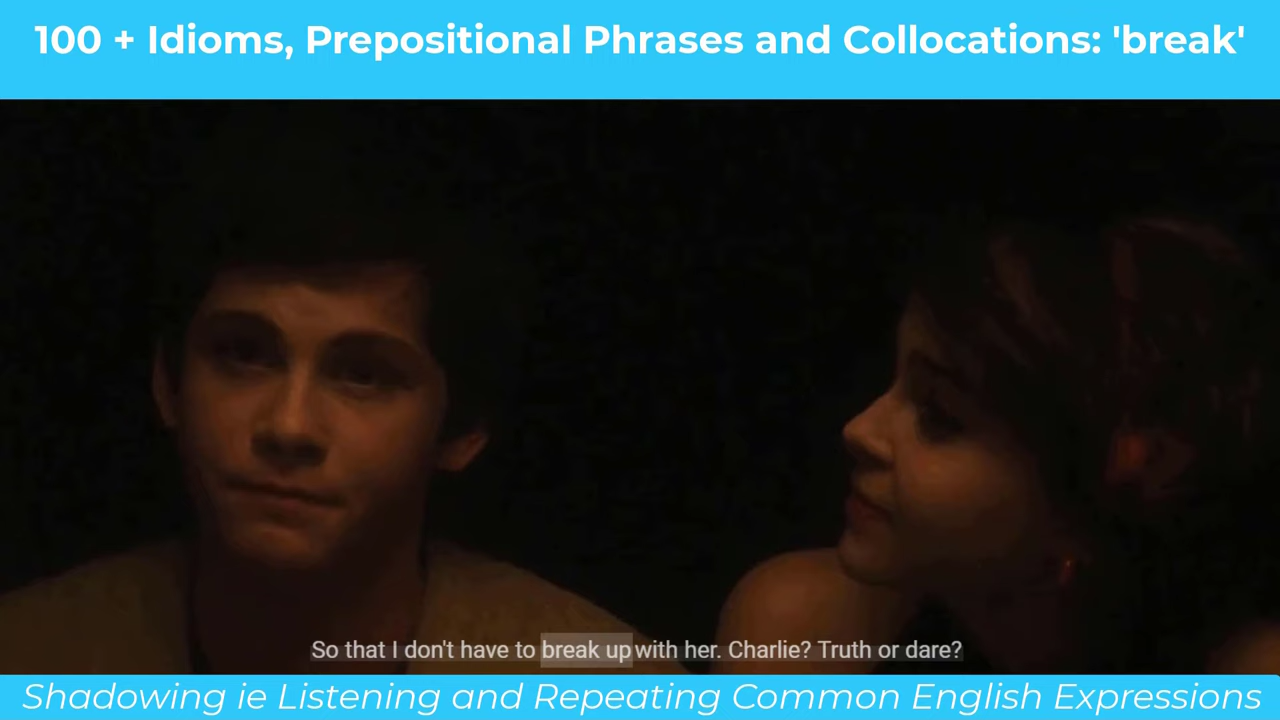 100 + Idioms, Prepositional Phrases and Collocations: 'break'
So that I don't have to break up with her. Charlie? Truth or dare?
Shadowing ie Listening and Repeating Common English Expressions